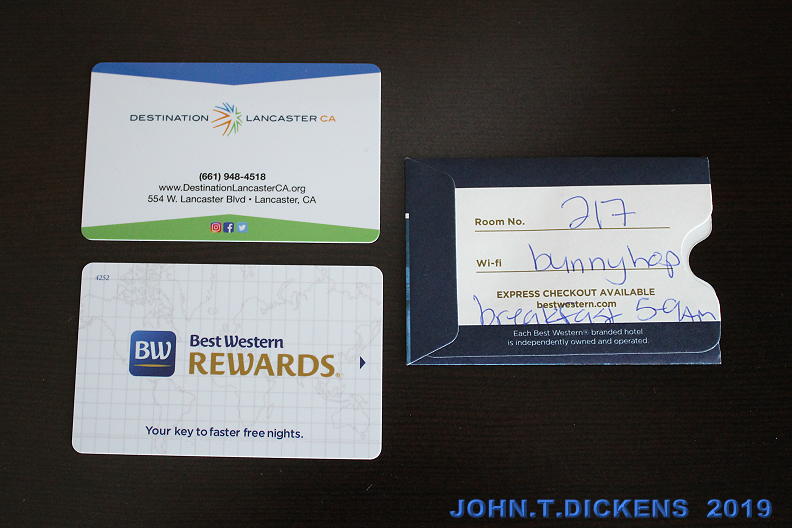 DESTINATION LANCASTER CA
(661) 948-4518
www.DestinationLancasterCA.org
554 W. Lancaster Blvd • Lancaster, CA
4252
BW
Best Western
REWARDS®
Your key to faster free nights.
Room No. 217
Wi-fi bunnyhop
EXPRESS CHECKOUT AVAILABLE
bestwestern.com
breakfast 5-9am
Each Best Western® branded hotel
is independently owned and operated.
JOHN.T.DICKENS 2019